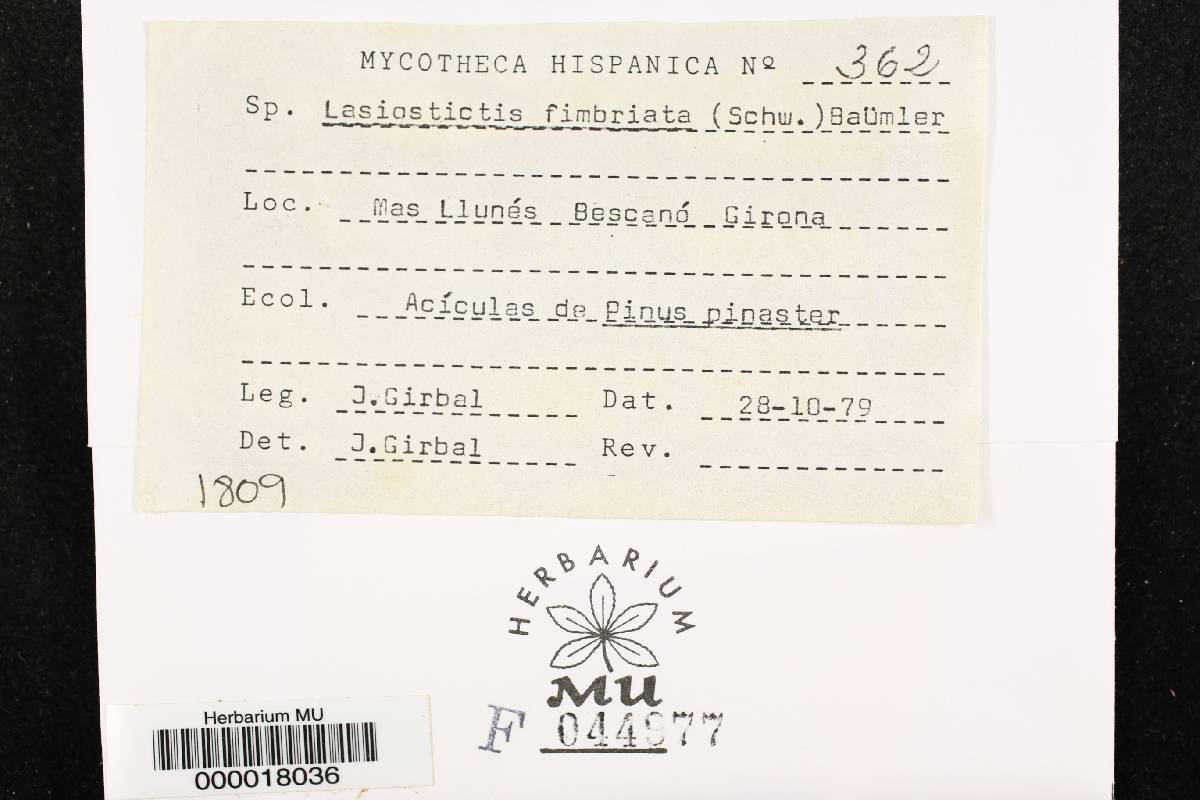 MYCOTHECA HISPANICA Nº 362
Sp. Lasiostictis fimbriata (Schw.)Baümler
Loc. Mas Llunés Bescanó Girona
Ecol. Acículas de Pinus pinaster
Leg. J.Girbal Dat. 28-10-79
Det. J.Girbal Rev.
1809
HERBARIUM
MU
F 044977
Herbarium MU
000018036